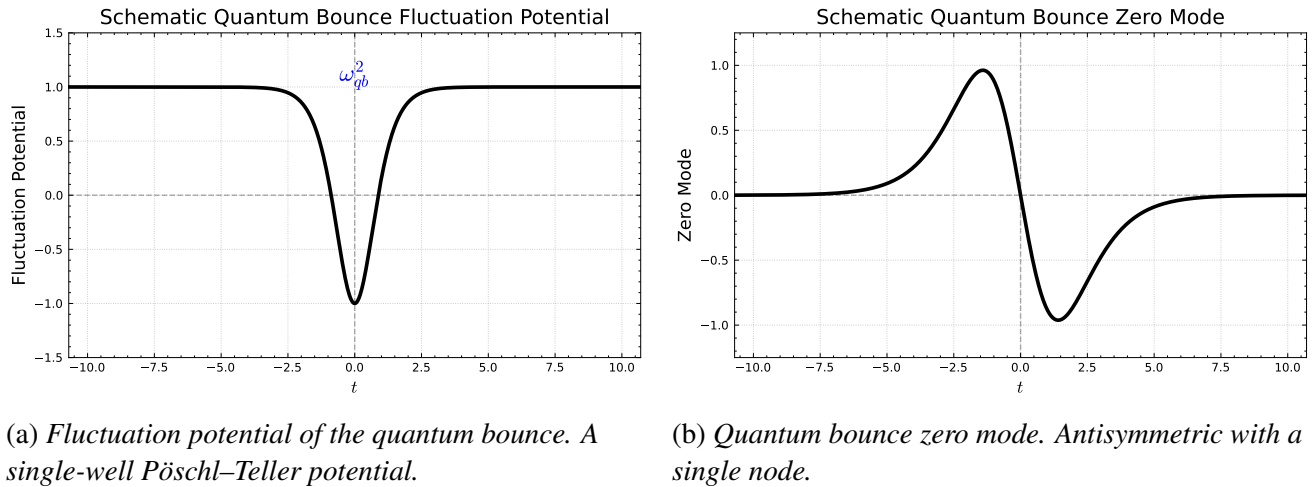 Schematic Quantum Bounce Fluctuation Potential
1.5
1.0
0.5
0.0
−0.5
−1.0
−1.5
Fluctuation Potential
ω²_qb
−10.0 −7.5 −5.0 −2.5 0.0 2.5 5.0 7.5 10.0
t
(a) Fluctuation potential of the quantum bounce. A
single-well Pöschl–Teller potential.
Schematic Quantum Bounce Zero Mode
1.0
0.5
0.0
−0.5
−1.0
Zero Mode
−10.0 −7.5 −5.0 −2.5 0.0 2.5 5.0 7.5 10.0
t
(b) Quantum bounce zero mode. Antisymmetric with a
single node.